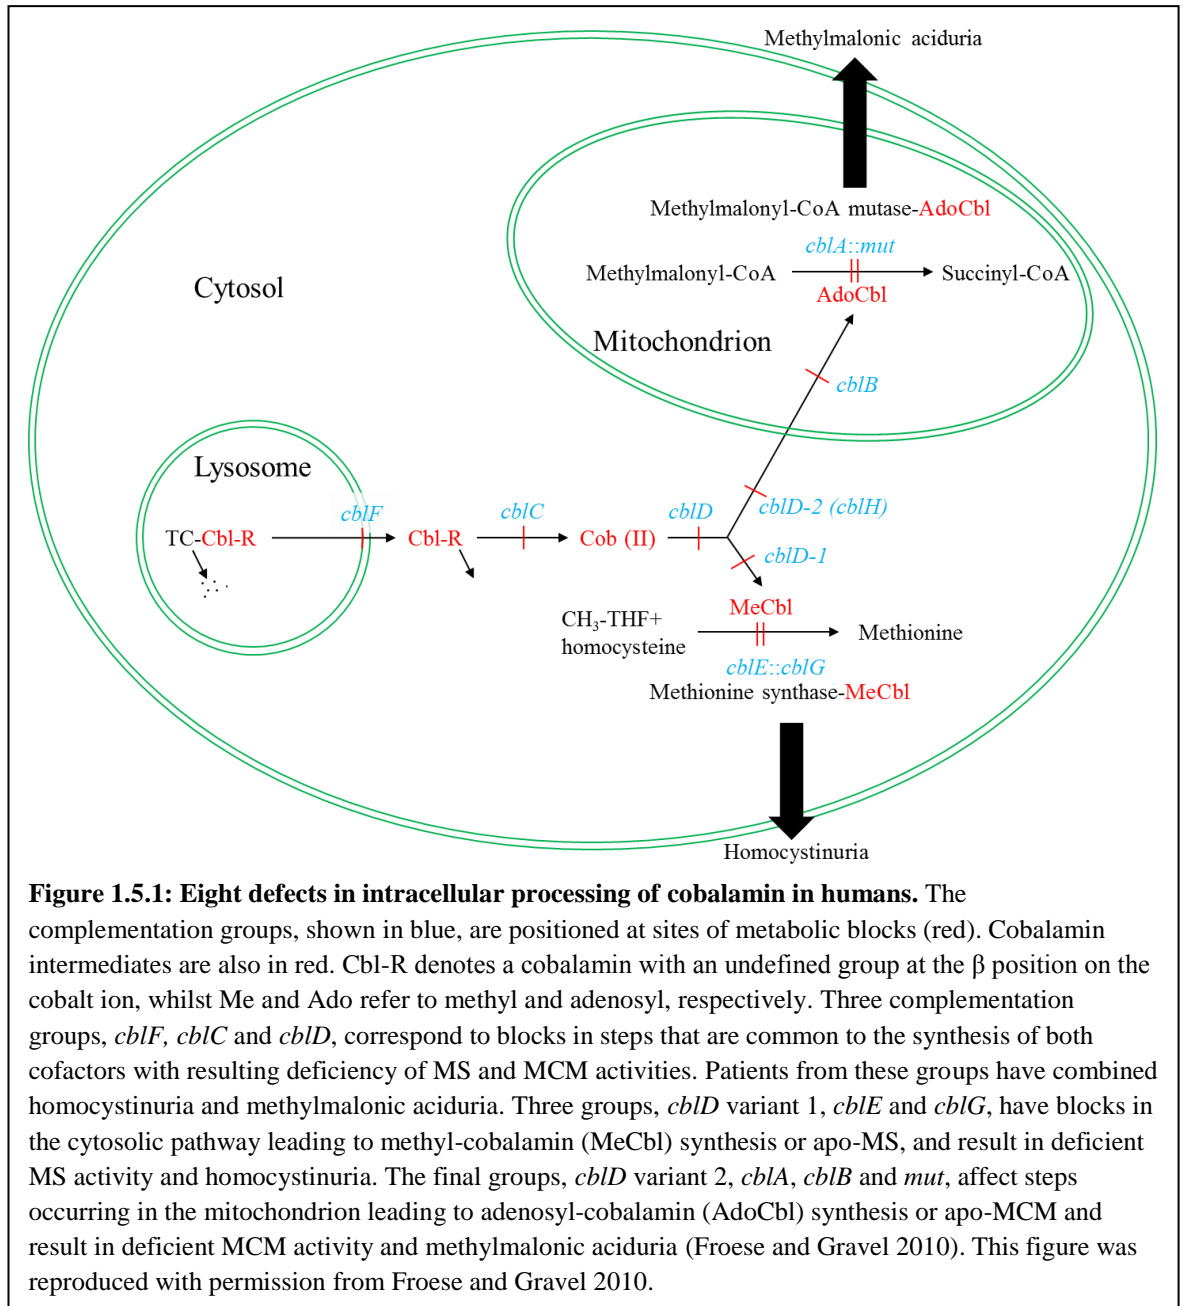 Methylmalonic aciduria
Methylmalonyl-CoA mutase-AdoCbl
cblA::mut
Methylmalonyl-CoA
Succinyl-CoA
AdoCbl
Cytosol
Mitochondrion
cblB
Lysosome
cblF
cblC
cblD
cblD-2 (cblH)
TC-Cbl-R
Cbl-R
Cob (II)
cblD-1
MeCbl
CH₃-THF+
homocysteine
Methionine
cblE::cblG
Methionine synthase-MeCbl
Homocystinuria
Figure 1.5.1: Eight defects in intracellular processing of cobalamin in humans. The
complementation groups, shown in blue, are positioned at sites of metabolic blocks (red). Cobalamin
intermediates are also in red. Cbl-R denotes a cobalamin with an undefined group at the β position on the
cobalt ion, whilst Me and Ado refer to methyl and adenosyl, respectively. Three complementation
groups, cblF, cblC and cblD, correspond to blocks in steps that are common to the synthesis of both
cofactors with resulting deficiency of MS and MCM activities. Patients from these groups have combined
homocystinuria and methylmalonic aciduria. Three groups, cblD variant 1, cblE and cblG, have blocks in
the cytosolic pathway leading to methyl-cobalamin (MeCbl) synthesis or apo-MS, and result in deficient
MS activity and homocystinuria. The final groups, cblD variant 2, cblA, cblB and mut, affect steps
occurring in the mitochondrion leading to adenosyl-cobalamin (AdoCbl) synthesis or apo-MCM and
result in deficient MCM activity and methylmalonic aciduria (Froese and Gravel 2010). This figure was
reproduced with permission from Froese and Gravel 2010.